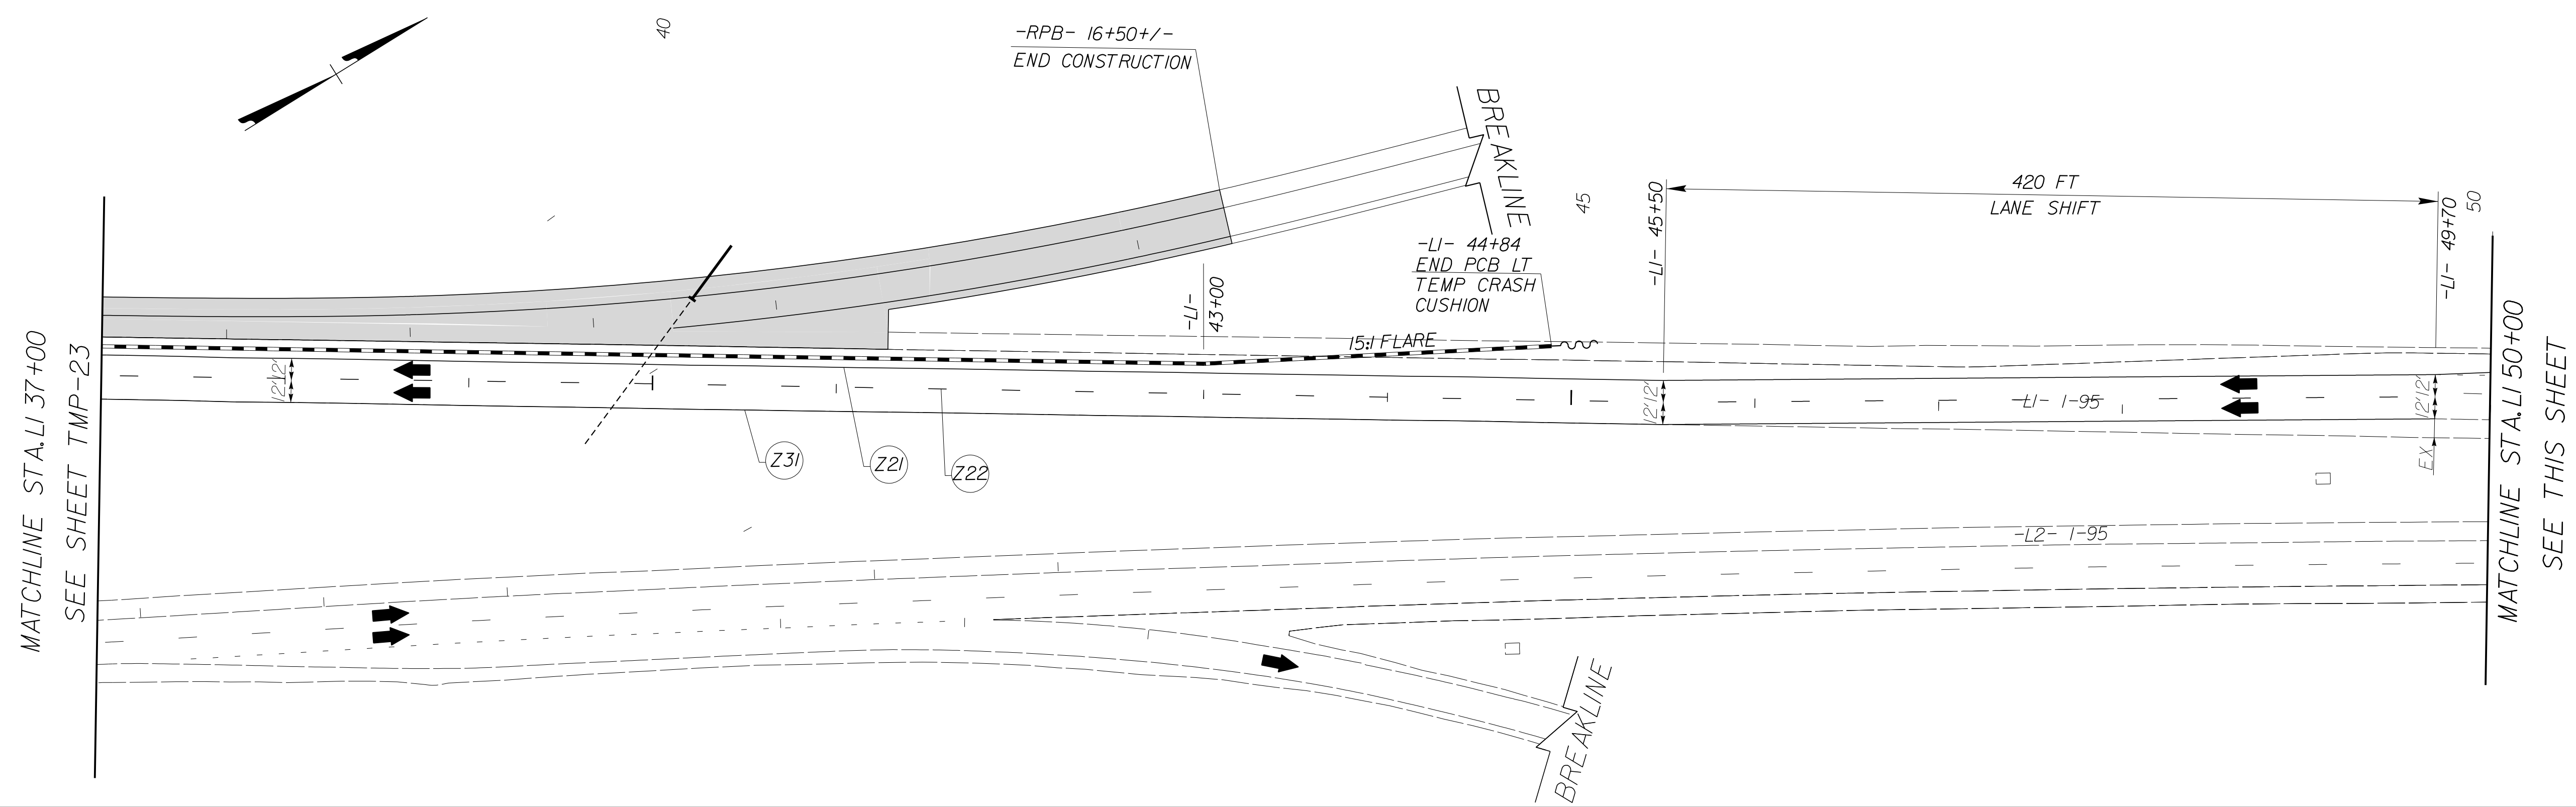 40
-RPB- 16+50+/-
END CONSTRUCTION
BREAKLINE
45
-L1- 45+50
420 FT
LANE SHIFT
-L1- 49+70
50
-L1- 44+84
END PCB LT
TEMP CRASH
CUSHION
-L1-
43+00
15:1 FLARE
MATCHLINE STA. L1 37+00
SEE SHEET TMP-23
12' 12'
12' 12'
-L1- I-95
12' 12'
EX
MATCHLINE STA. L1 50+00
SEE THIS SHEET
Z31
Z21
Z22
-L2- I-95
BREAKLINE